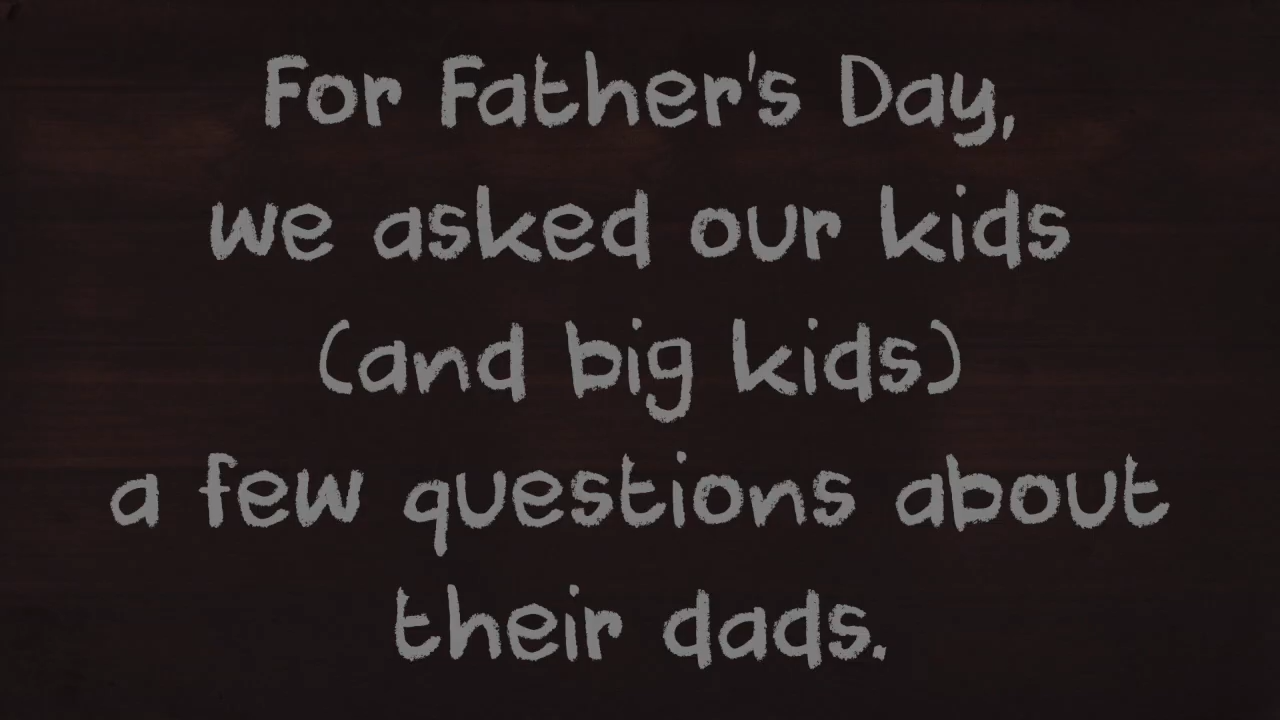 For Father's Day,
we asked our kids
(and big kids)
a few questions about
their dads.